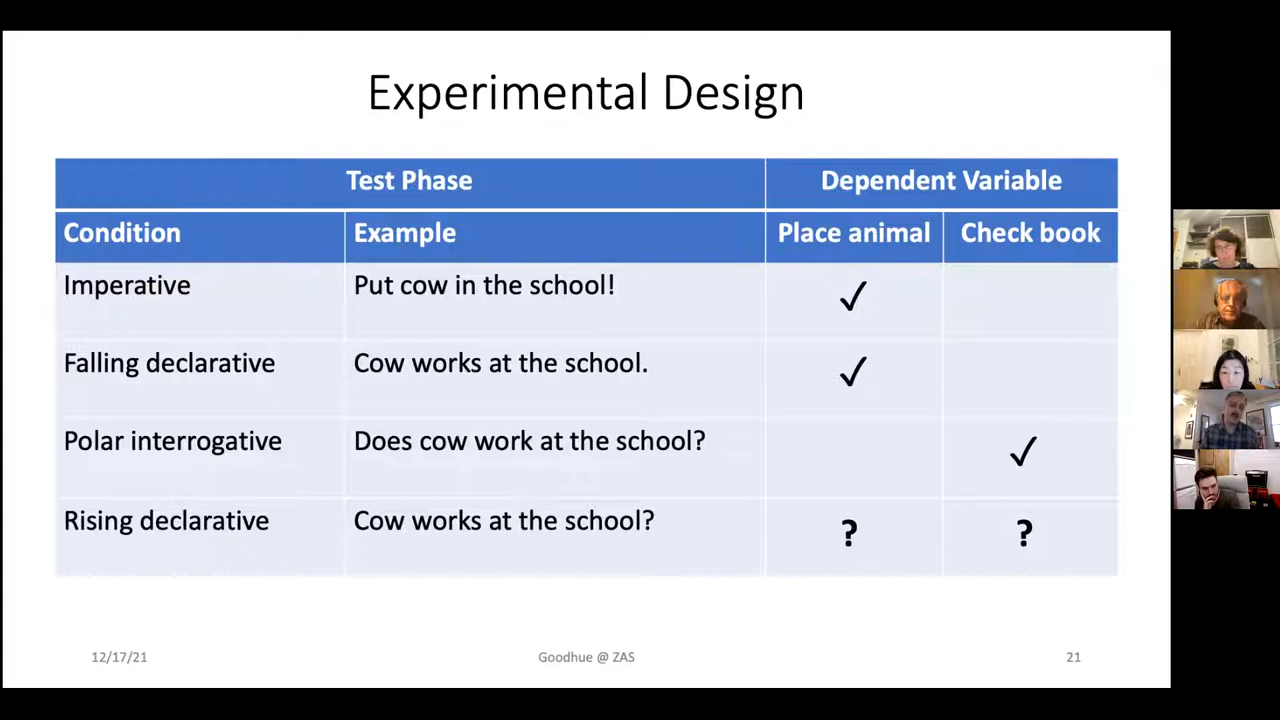 Experimental Design
Test Phase Dependent Variable
Condition Example Place animal Check book
Imperative Put cow in the school! ✓
Falling declarative Cow works at the school. ✓
Polar interrogative Does cow work at the school? ✓
Rising declarative Cow works at the school? ? ?
12/17/21 Goodhue @ ZAS 21